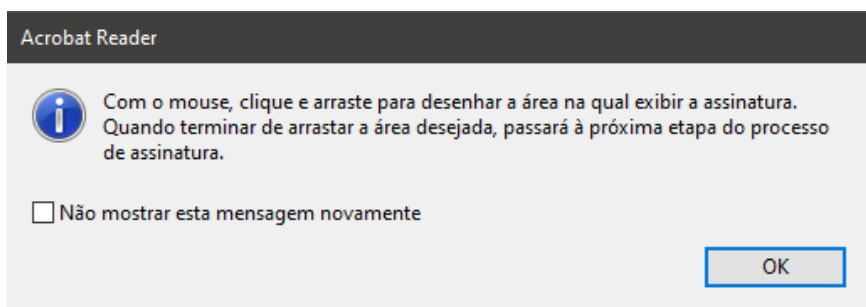 Acrobat Reader
Com o mouse, clique e arraste para desenhar a área na qual exibir a assinatura.
Quando terminar de arrastar a área desejada, passará à próxima etapa do processo
de assinatura.
Não mostrar esta mensagem novamente
OK